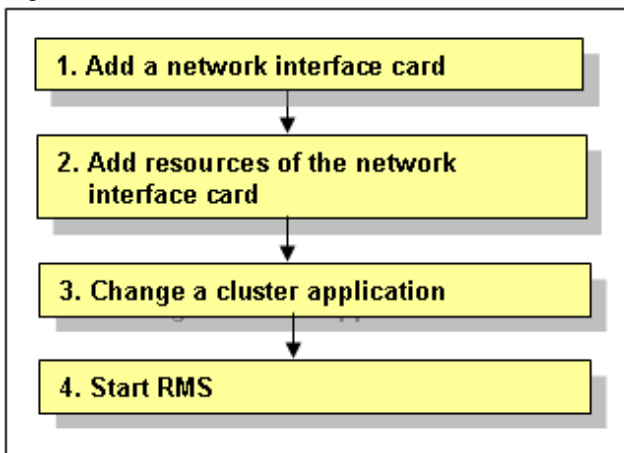 1. Add a network interface card
2. Add resources of the network
interface card
3. Change a cluster application
4. Start RMS